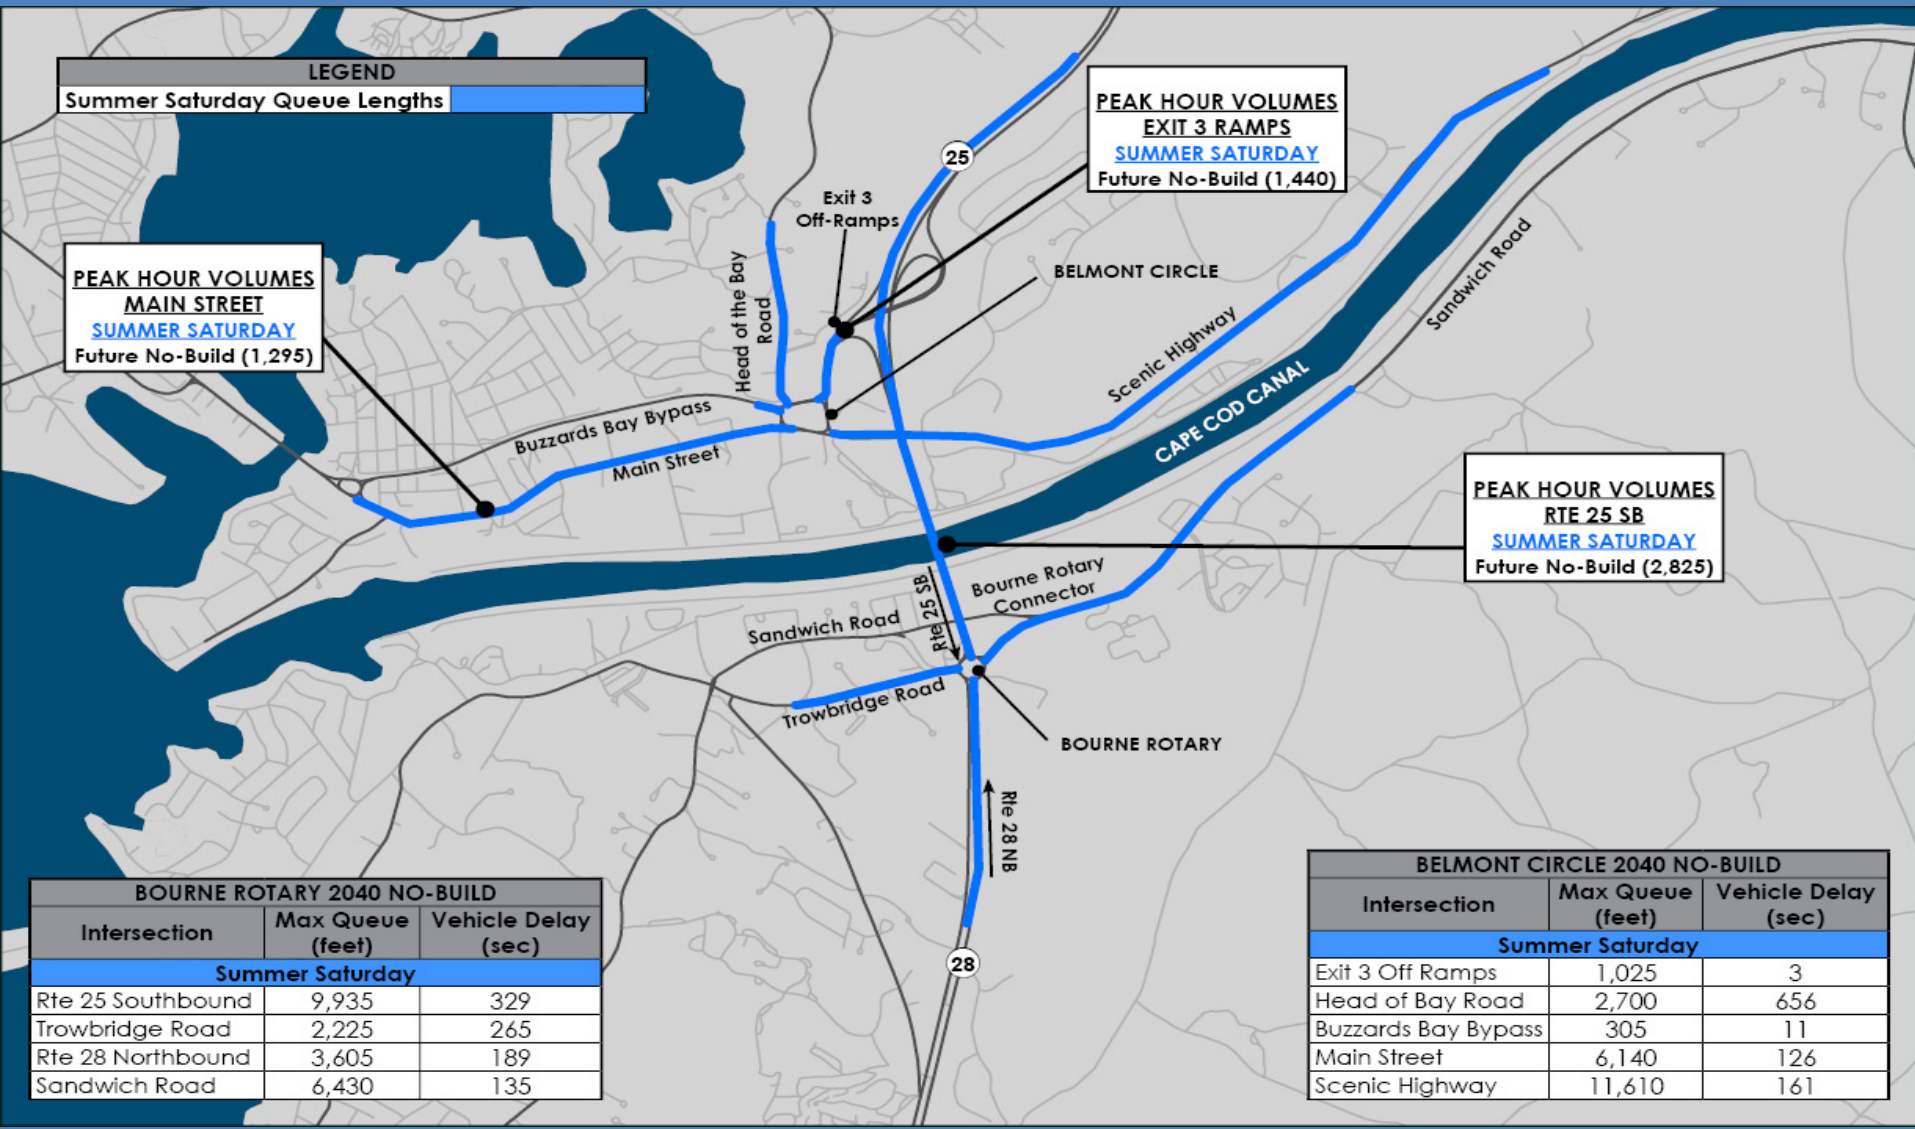 LEGEND
Summer Saturday Queue Lengths
PEAK HOUR VOLUMES
EXIT 3 RAMPS
SUMMER SATURDAY
Future No-Build (1,440)
25
Exit 3
Off-Ramps
BELMONT CIRCLE
PEAK HOUR VOLUMES
MAIN STREET
SUMMER SATURDAY
Future No-Build (1,295)
Head of the Bay
Road
Sandwich Road
Scenic Highway
CAPE COD CANAL
Buzzards Bay Bypass
Main Street
PEAK HOUR VOLUMES
RTE 25 SB
SUMMER SATURDAY
Future No-Build (2,825)
Bourne Rotary
Connector
Rte 25 SB
Sandwich Road
Trowbridge Road
BOURNE ROTARY
Rte 28 NB
28
BOURNE ROTARY 2040 NO-BUILD
Intersection Max Queue (feet) Vehicle Delay (sec)
Summer Saturday
Rte 25 Southbound 9,935 329
Trowbridge Road 2,225 265
Rte 28 Northbound 3,605 189
Sandwich Road 6,430 135
BELMONT CIRCLE 2040 NO-BUILD
Intersection Max Queue (feet) Vehicle Delay (sec)
Summer Saturday
Exit 3 Off Ramps 1,025 3
Head of Bay Road 2,700 656
Buzzards Bay Bypass 305 11
Main Street 6,140 126
Scenic Highway 11,610 161